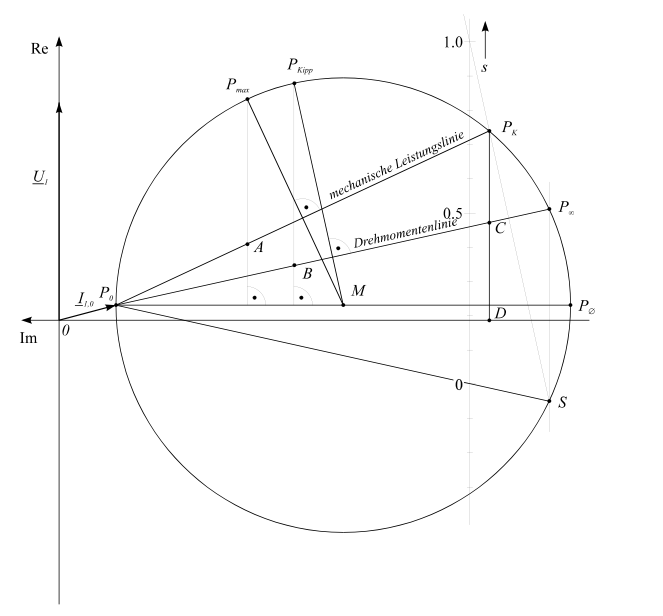 Re
1.0
s
P_Kipp
P_max
P_K
mechanische Leistungslinie
U_1
0.5
P_∞
Drehmomentenlinie
C
A
B
P_0
M
I_1,0
P_∅
D
0
Im
0
S